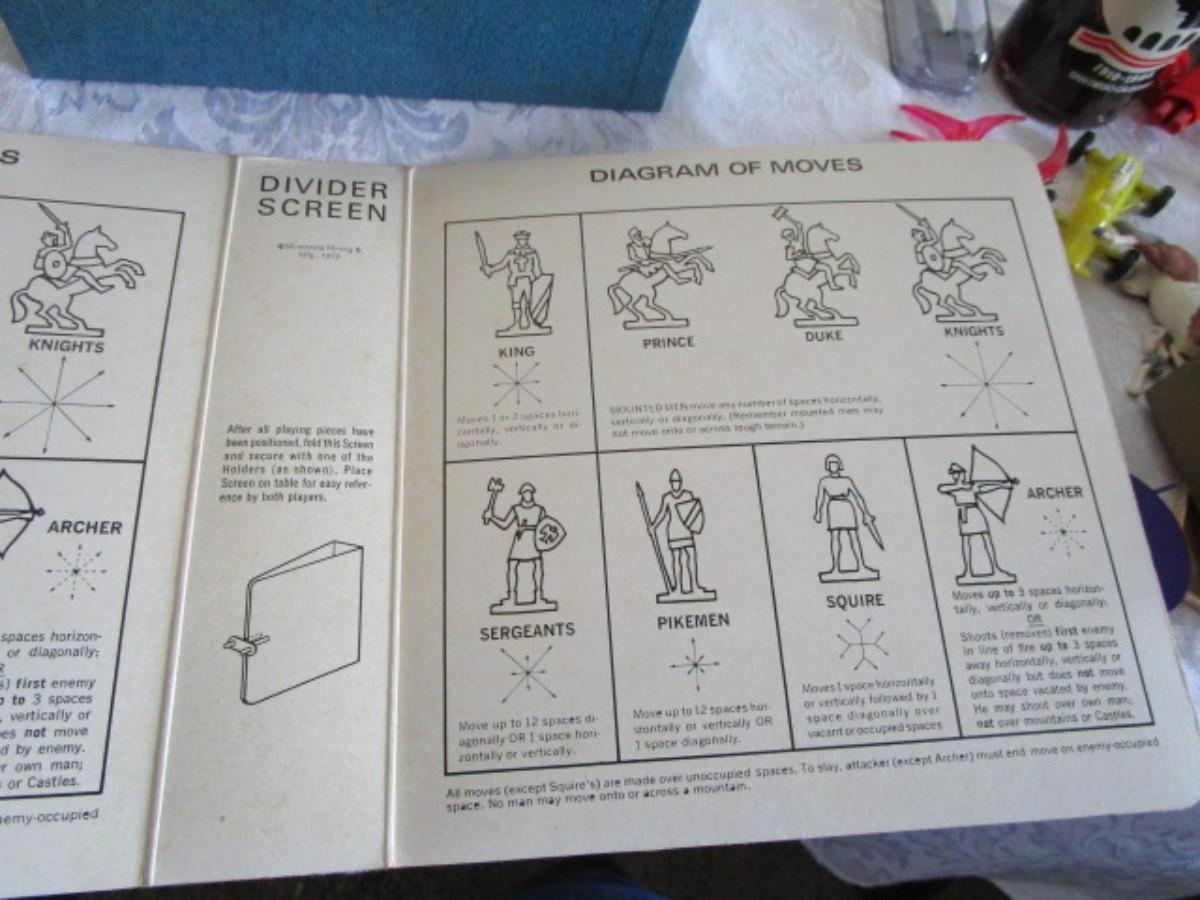 S
KNIGHTS
ARCHER
spaces horizon-
or diagonally;
first enemy
to 3 spaces
vertically or
not move
by enemy.
own man;
or Castles.
enemy-occupied
DIVIDER
SCREEN
©Minnesota Mining &
Mfg., 1973
After all playing pieces have
been positioned, fold this Screen
and secure with one of the
Holders (as shown). Place
Screen on table for easy refer-
ence by both players.
DIAGRAM OF MOVES
KING
Moves 1 or 2 spaces hori-
zontally, vertically or di-
agonally.
PRINCE
DUKE
KNIGHTS
MOUNTED MEN move any number of spaces horizontally,
vertically or diagonally. (Remember mounted men may
not move onto or across rough terrain.)
SERGEANTS
Move up to 12 spaces di-
agonally OR 1 space hori-
zontally or vertically.
PIKEMEN
Move up to 12 spaces hor-
izontally or vertically OR
1 space diagonally.
SQUIRE
Moves 1 space horizontally
or vertically followed by 1
space diagonally over
vacant or occupied spaces
ARCHER
Moves up to 3 spaces horizon-
tally, vertically or diagonally;
OR
Shoots (removes) first enemy
in line of fire up to 3 spaces
away horizontally, vertically or
diagonally but does not move
onto space vacated by enemy.
He may shoot over own man;
not over mountains or Castles.
All moves (except Squire's) are made over unoccupied spaces. To slay, attacker (except Archer) must end move on enemy-occupied
space. No man may move onto or across a mountain.